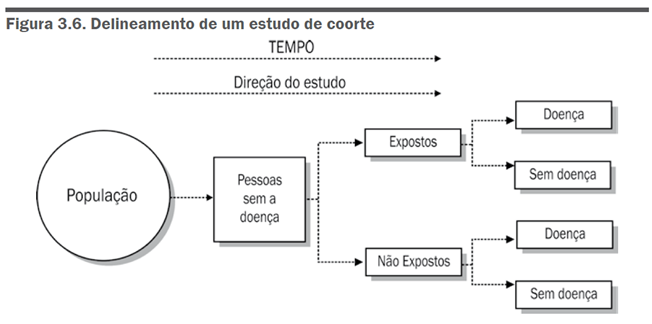 Figura 3.6. Delineamento de um estudo de coorte
TEMPO
Direção do estudo
População
Pessoas
sem a
doença
Expostos
Não Expostos
Doença
Sem doença
Doença
Sem doença